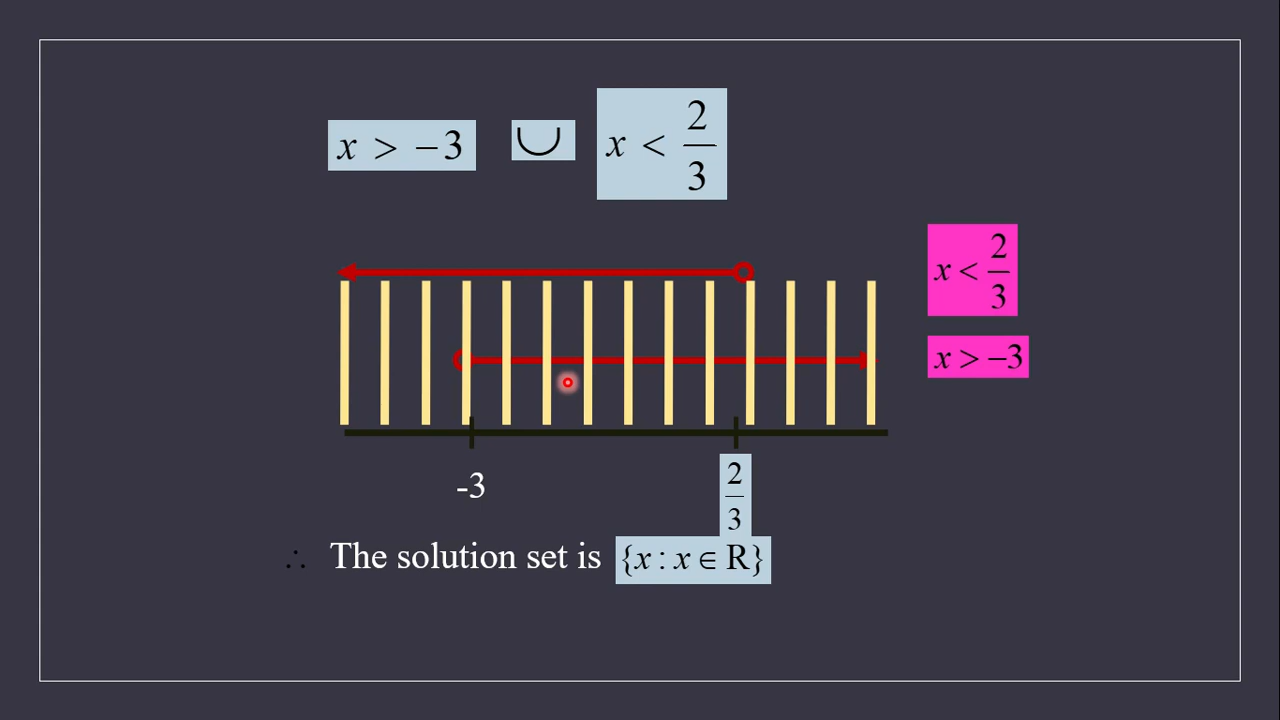 x > −3 ∪ x < 2/3
x < 2/3
x > −3
-3
2/3
∴ The solution set is {x : x ∈ R}